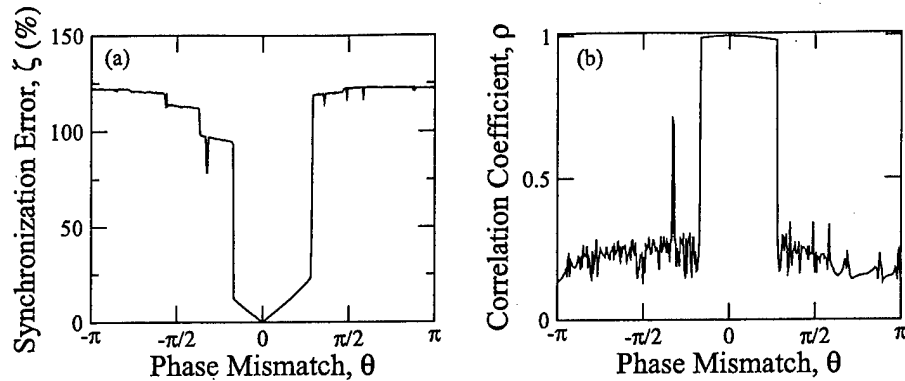 Synchronization Error, ζ (%)
150
100
50
0
(a)
-π
-π/2
0
π/2
π
Phase Mismatch, θ
Correlation Coefficient, ρ
1
0.5
0
(b)
-π
-π/2
0
π/2
π
Phase Mismatch, θ